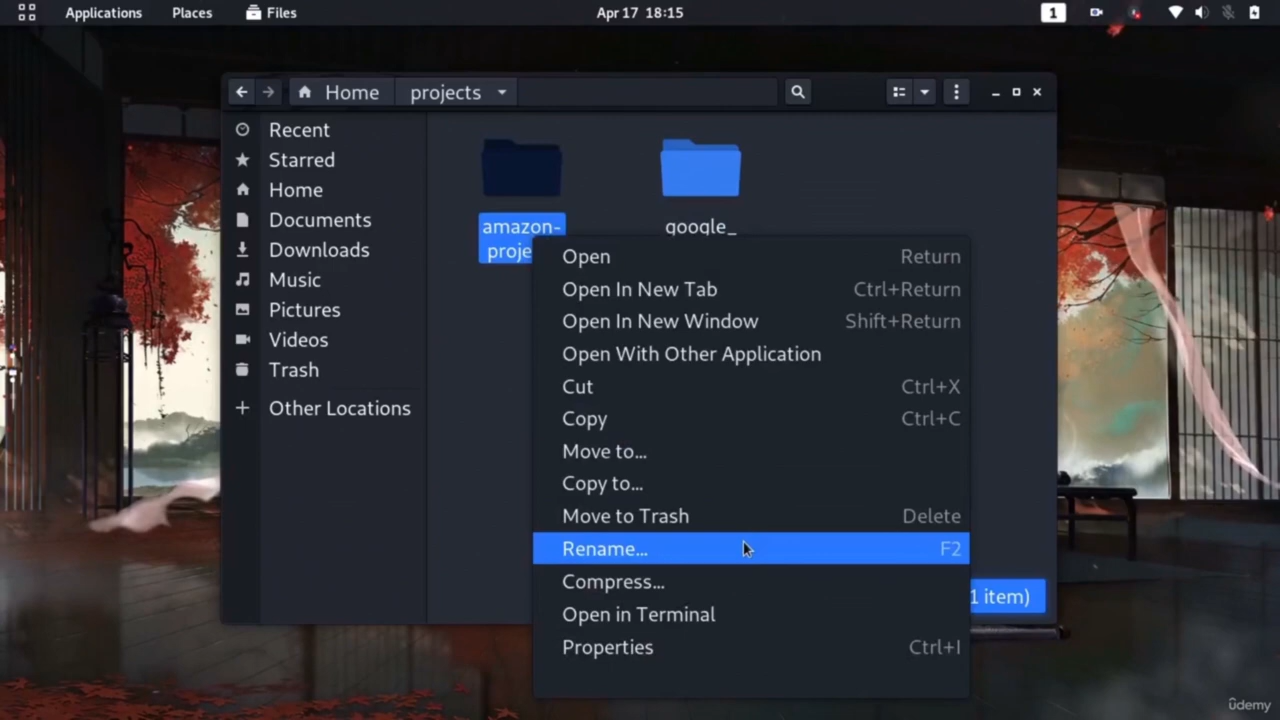 Applications Places Files Apr 17 18:15 1
Home projects
Recent
Starred
Home
Documents
Downloads
Music
Pictures
Videos
Trash
Other Locations
amazon-
google_
Open Return
Open In New Tab Ctrl+Return
Open In New Window Shift+Return
Open With Other Application
Cut Ctrl+X
Copy Ctrl+C
Move to...
Copy to...
Move to Trash Delete
Rename... F2
Compress...
Open in Terminal
Properties Ctrl+I
1 item)
ûdemy